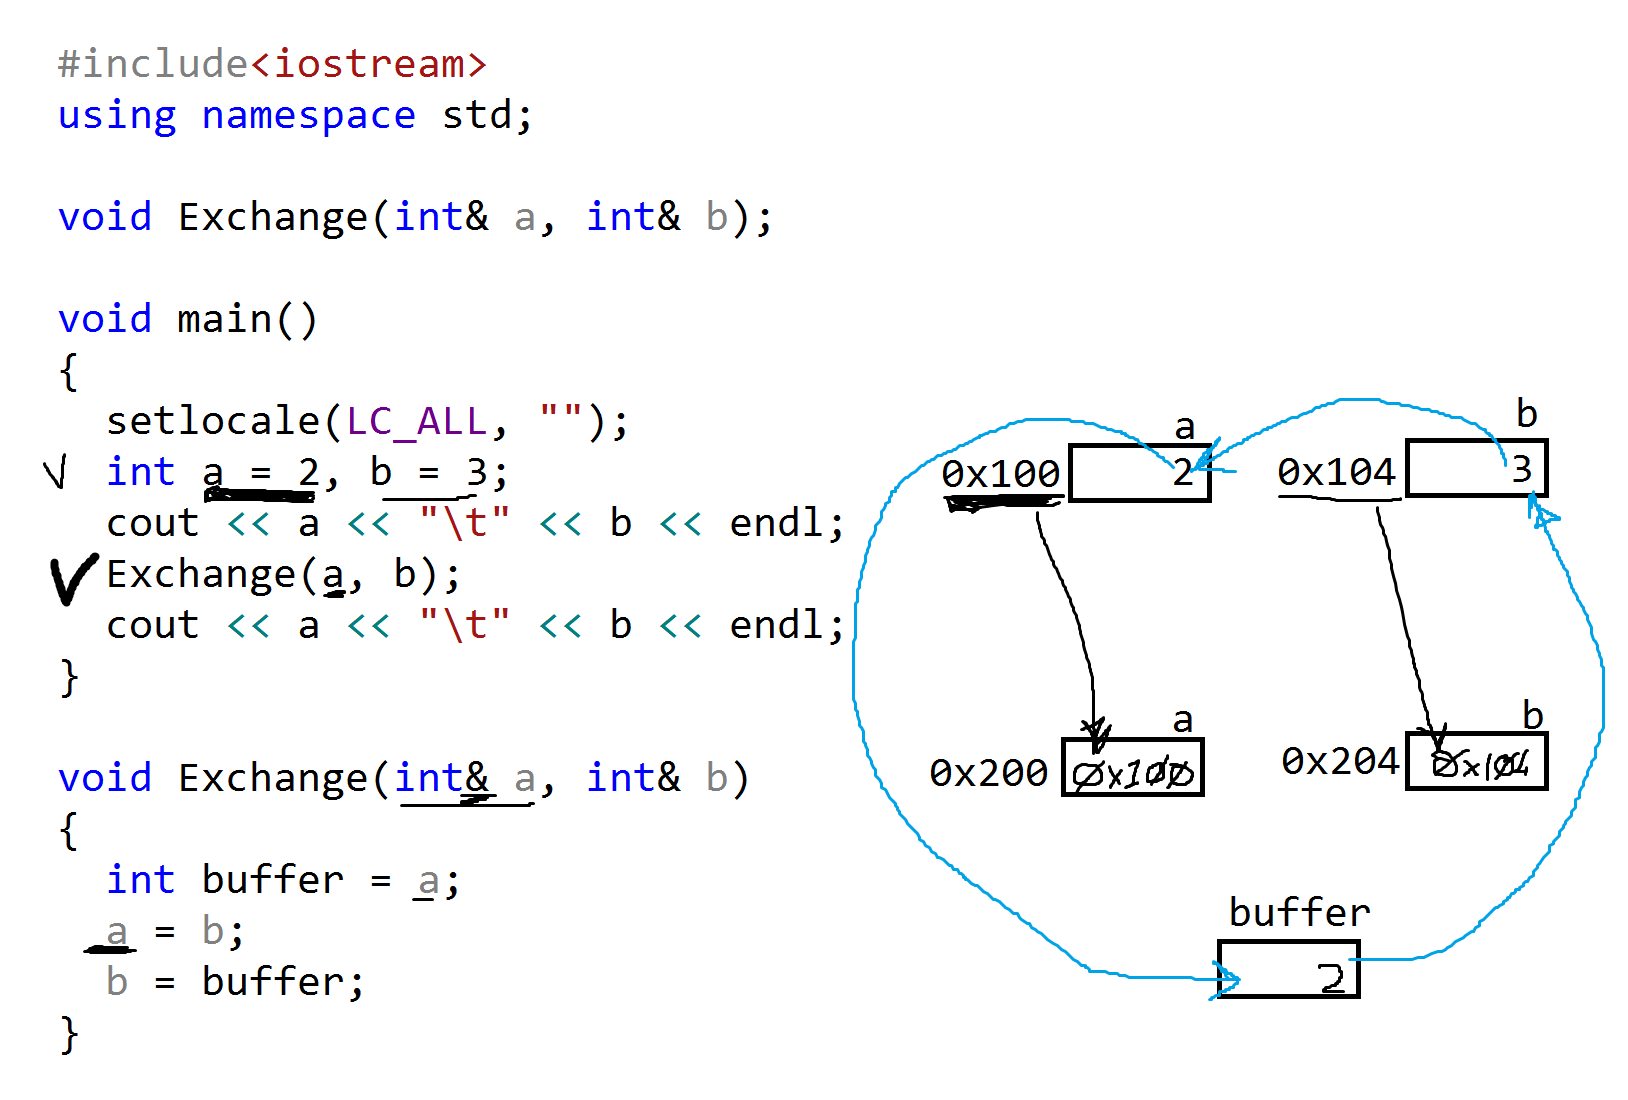 #include<iostream>
using namespace std;
void Exchange(int& a, int& b);
void main()
{
setlocale(LC_ALL, "");
int a = 2, b = 3;
cout << a << "\t" << b << endl;
Exchange(a, b);
cout << a << "\t" << b << endl;
}
void Exchange(int& a, int& b)
{
int buffer = a;
a = b;
b = buffer;
}
a
b
0x100 2
0x104 3
a
b
0x200 0x100
0x204 0x104
buffer
2